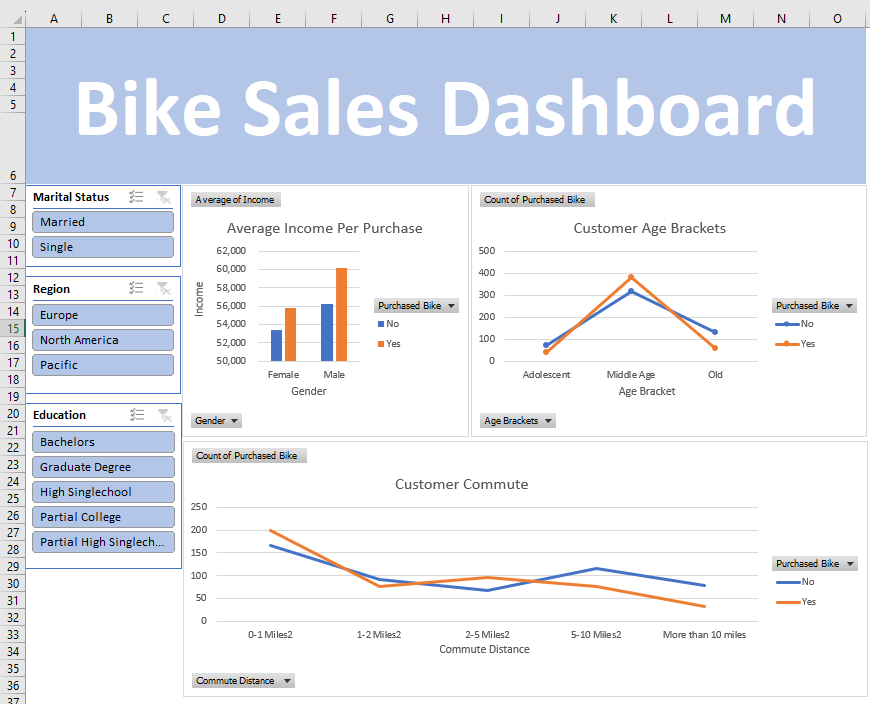 A B C D E F G H I J K L M N O
1
2
3
4
5
6
7
8
9
10
11
12
13
14
15
16
17
18
19
20
21
22
23
24
25
26
27
28
29
30
31
32
33
34
35
36
37
Bike Sales Dashboard
Marital Status
Married
Single
Region
Europe
North America
Pacific
Education
Bachelors
Graduate Degree
High Singlechool
Partial College
Partial High Singlech...
Average of Income
Average Income Per Purchase
62,000
60,000
58,000
56,000
54,000
52,000
50,000
Income
Female Male
Gender
Purchased Bike
No
Yes
Gender
Count of Purchased Bike
Customer Age Brackets
500
400
300
200
100
0
Adolescent Middle Age Old
Age Bracket
Purchased Bike
No
Yes
Age Brackets
Count of Purchased Bike
Customer Commute
250
200
150
100
50
0
0-1 Miles2 1-2 Miles2 2-5 Miles2 5-10 Miles2 More than 10 miles
Commute Distance
Purchased Bike
No
Yes
Commute Distance